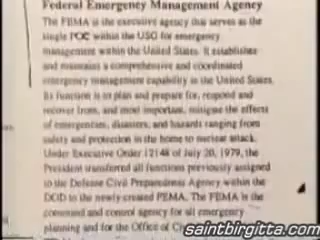 Federal Emergency Management Agency
The FEMA is the executive agency that serves as the
single POC within the USG for emergency
management within the United States. It establishes
and maintains a comprehensive and coordinated
emergency management capability in the United States.
Its function is to plan and prepare for, respond and
recover from, and most important, mitigate the effects
of emergencies, disasters, and hazards ranging from
safety and protection in the home to nuclear attack.
Under Executive Order 12148 of July 20, 1979, the
President transferred all functions previously assigned
to the Defense Civil Preparedness Agency within the
DOD to the newly created FEMA. The FEMA is the
command and control agency for all emergency
planning and for the Office of
saintbirgitta.com